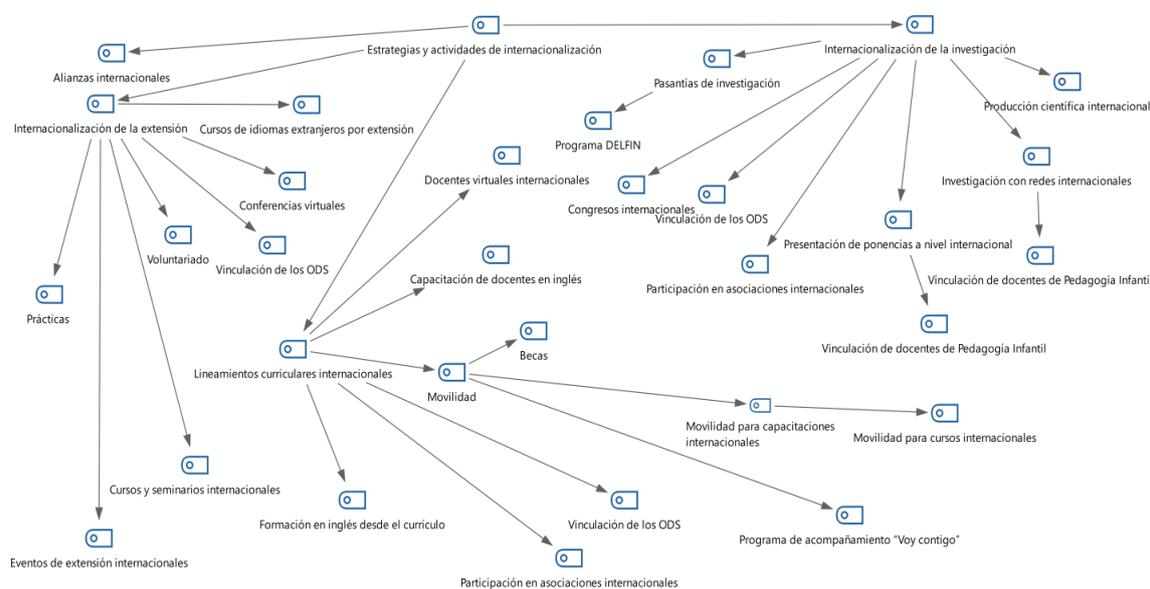 Estrategias y actividades de internacionalización
Internacionalización de la investigación
Alianzas internacionales
Pasantías de investigación
Producción científica internacional
Internacionalización de la extensión
Cursos de idiomas extranjeros por extensión
Programa DELFIN
Docentes virtuales internacionales
Investigación con redes internacionales
Conferencias virtuales
Congresos internacionales
Vinculación de los ODS
Voluntariado
Vinculación de los ODS
Presentación de ponencias a nivel internacional
Capacitación de docentes en inglés
Participación en asociaciones internacionales
Vinculación de docentes de Pedagogía Infanti
Prácticas
Vinculación de docentes de Pedagogía Infantil
Becas
Lineamientos curriculares internacionales
Movilidad
Movilidad para capacitaciones
internacionales
Movilidad para cursos internacionales
Cursos y seminarios internacionales
Formación en inglés desde el currículo
Vinculación de los ODS
Programa de acompañamiento "Voy contigo"
Eventos de extensión internacionales
Participación en asociaciones internacionales